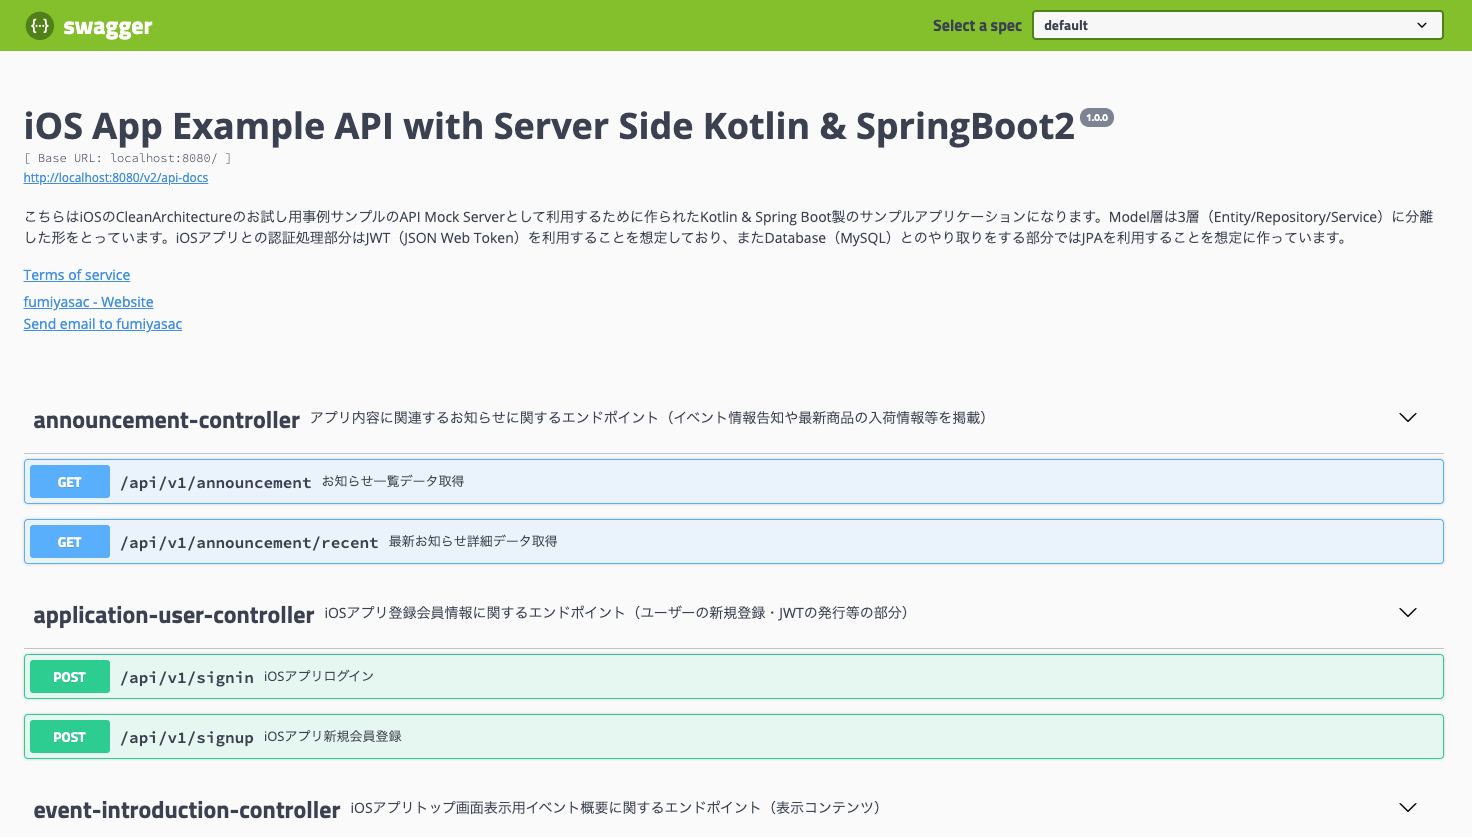 {···} swagger
Select a spec default
iOS App Example API with Server Side Kotlin & SpringBoot2 1.0.0
[ Base URL: localhost:8080/ ]
http://localhost:8080/v2/api-docs
こちらはiOSのCleanArchitectureのお試し用事例サンプルのAPI Mock Serverとして利用するために作られたKotlin & Spring Boot製のサンプルアプリケーションになります。Model層は3層（Entity/Repository/Service）に分離
した形をとっています。iOSアプリとの認証処理部分はJWT（JSON Web Token）を利用することを想定しており、またDatabase（MySQL）とのやり取りをする部分ではJPAを利用することを想定に作っています。
Terms of service
fumiyasac - Website
Send email to fumiyasac
announcement-controller アプリ内容に関連するお知らせに関するエンドポイント（イベント情報告知や最新商品の入荷情報等を掲載）
GET /api/v1/announcement お知らせ一覧データ取得
GET /api/v1/announcement/recent 最新お知らせ詳細データ取得
application-user-controller iOSアプリ登録会員情報に関するエンドポイント（ユーザーの新規登録・JWTの発行等の部分）
POST /api/v1/signin iOSアプリログイン
POST /api/v1/signup iOSアプリ新規会員登録
event-introduction-controller iOSアプリトップ画面表示用イベント概要に関するエンドポイント（表示コンテンツ）